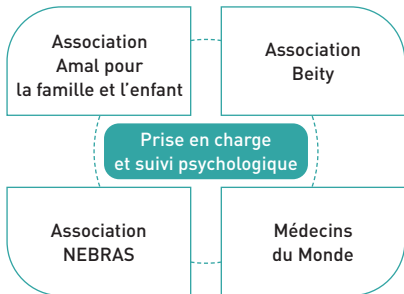 Association
Amal pour
la famille et l'enfant
Association
Beity
Prise en charge
et suivi psychologique
Association
NEBRAS
Médecins
du Monde